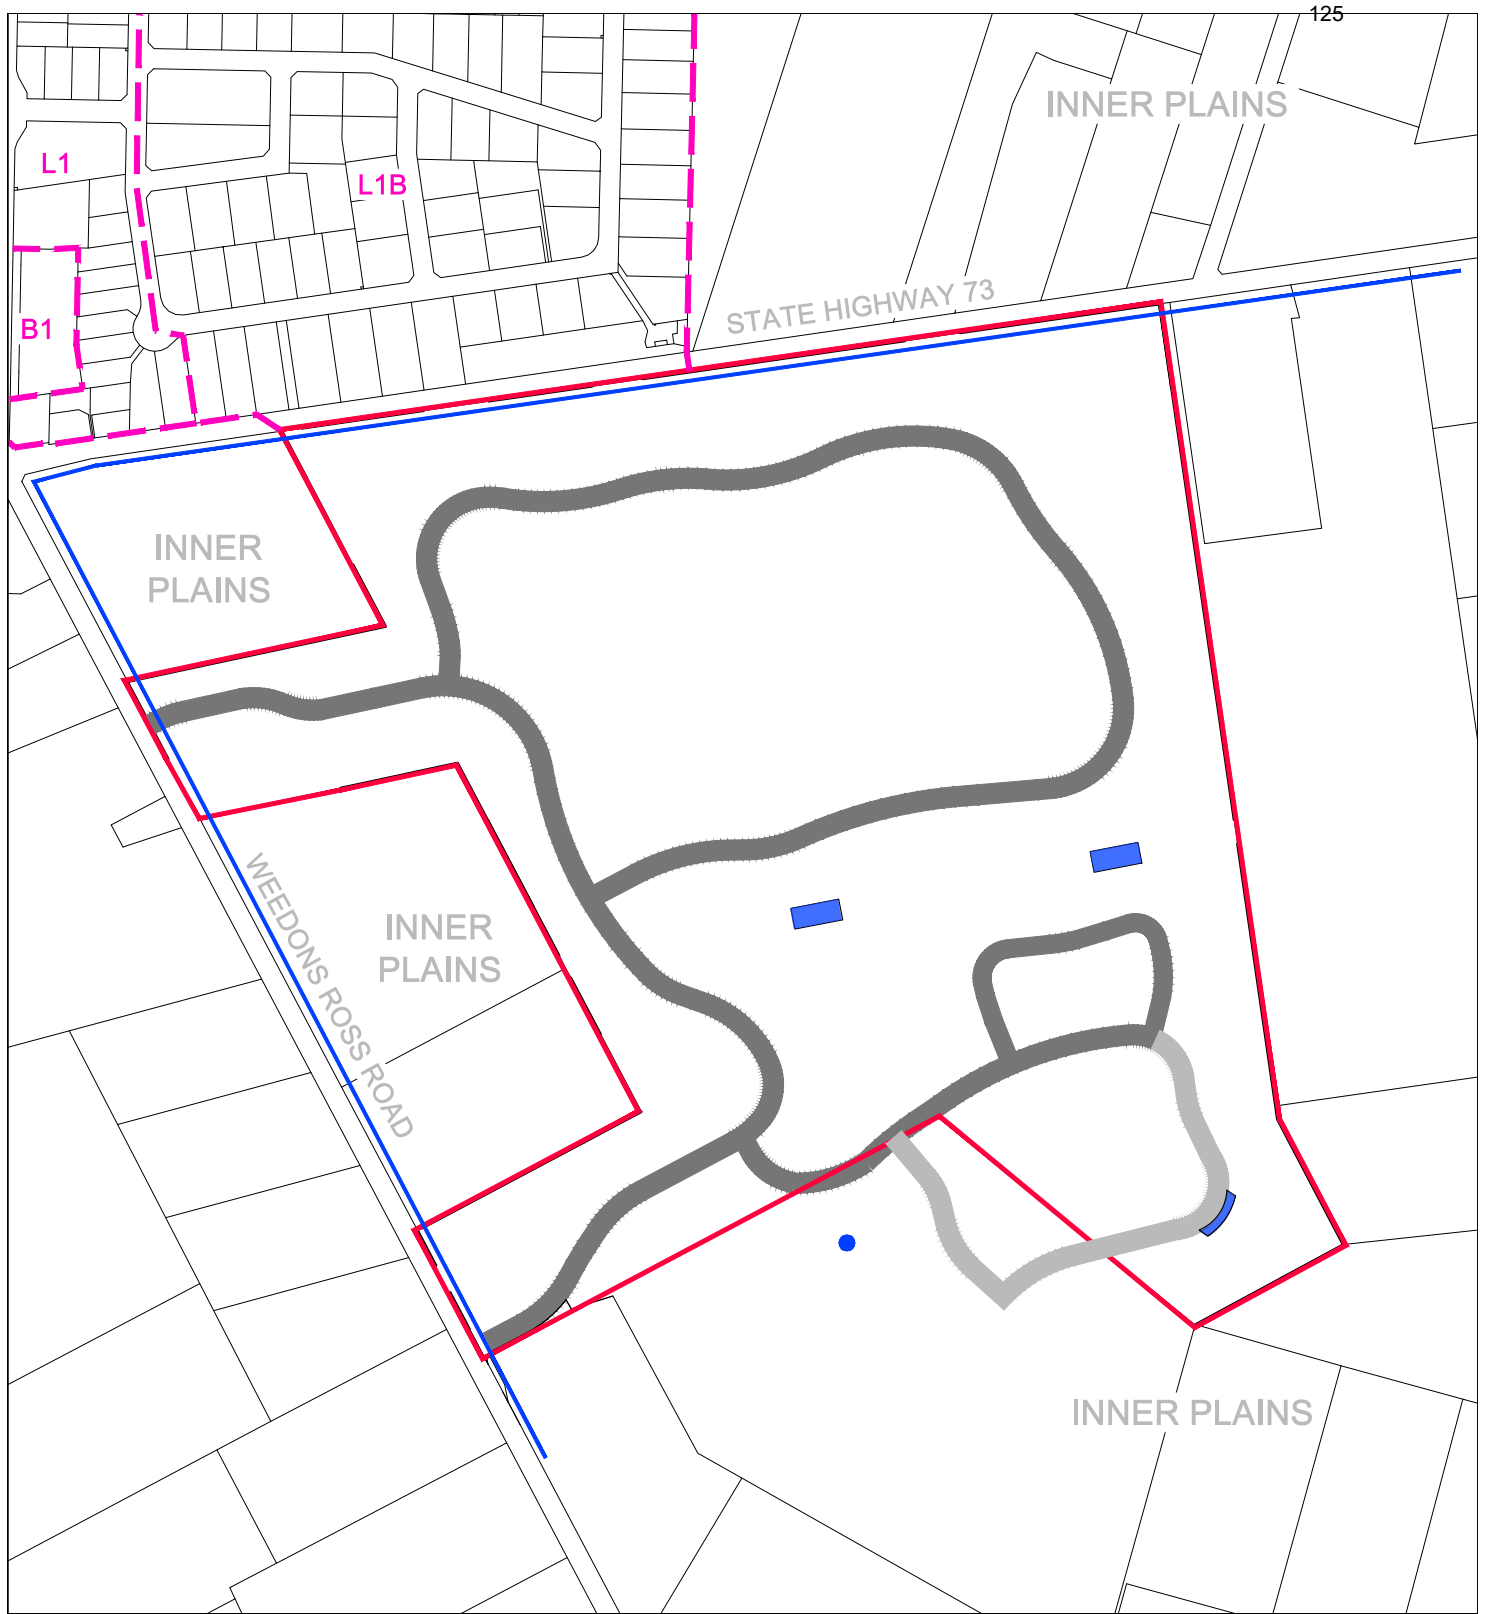 125
INNER PLAINS
L1
L1B
STATE HIGHWAY 73
B1
INNER
PLAINS
WEEDONS ROSS ROAD
INNER
PLAINS
INNER PLAINS